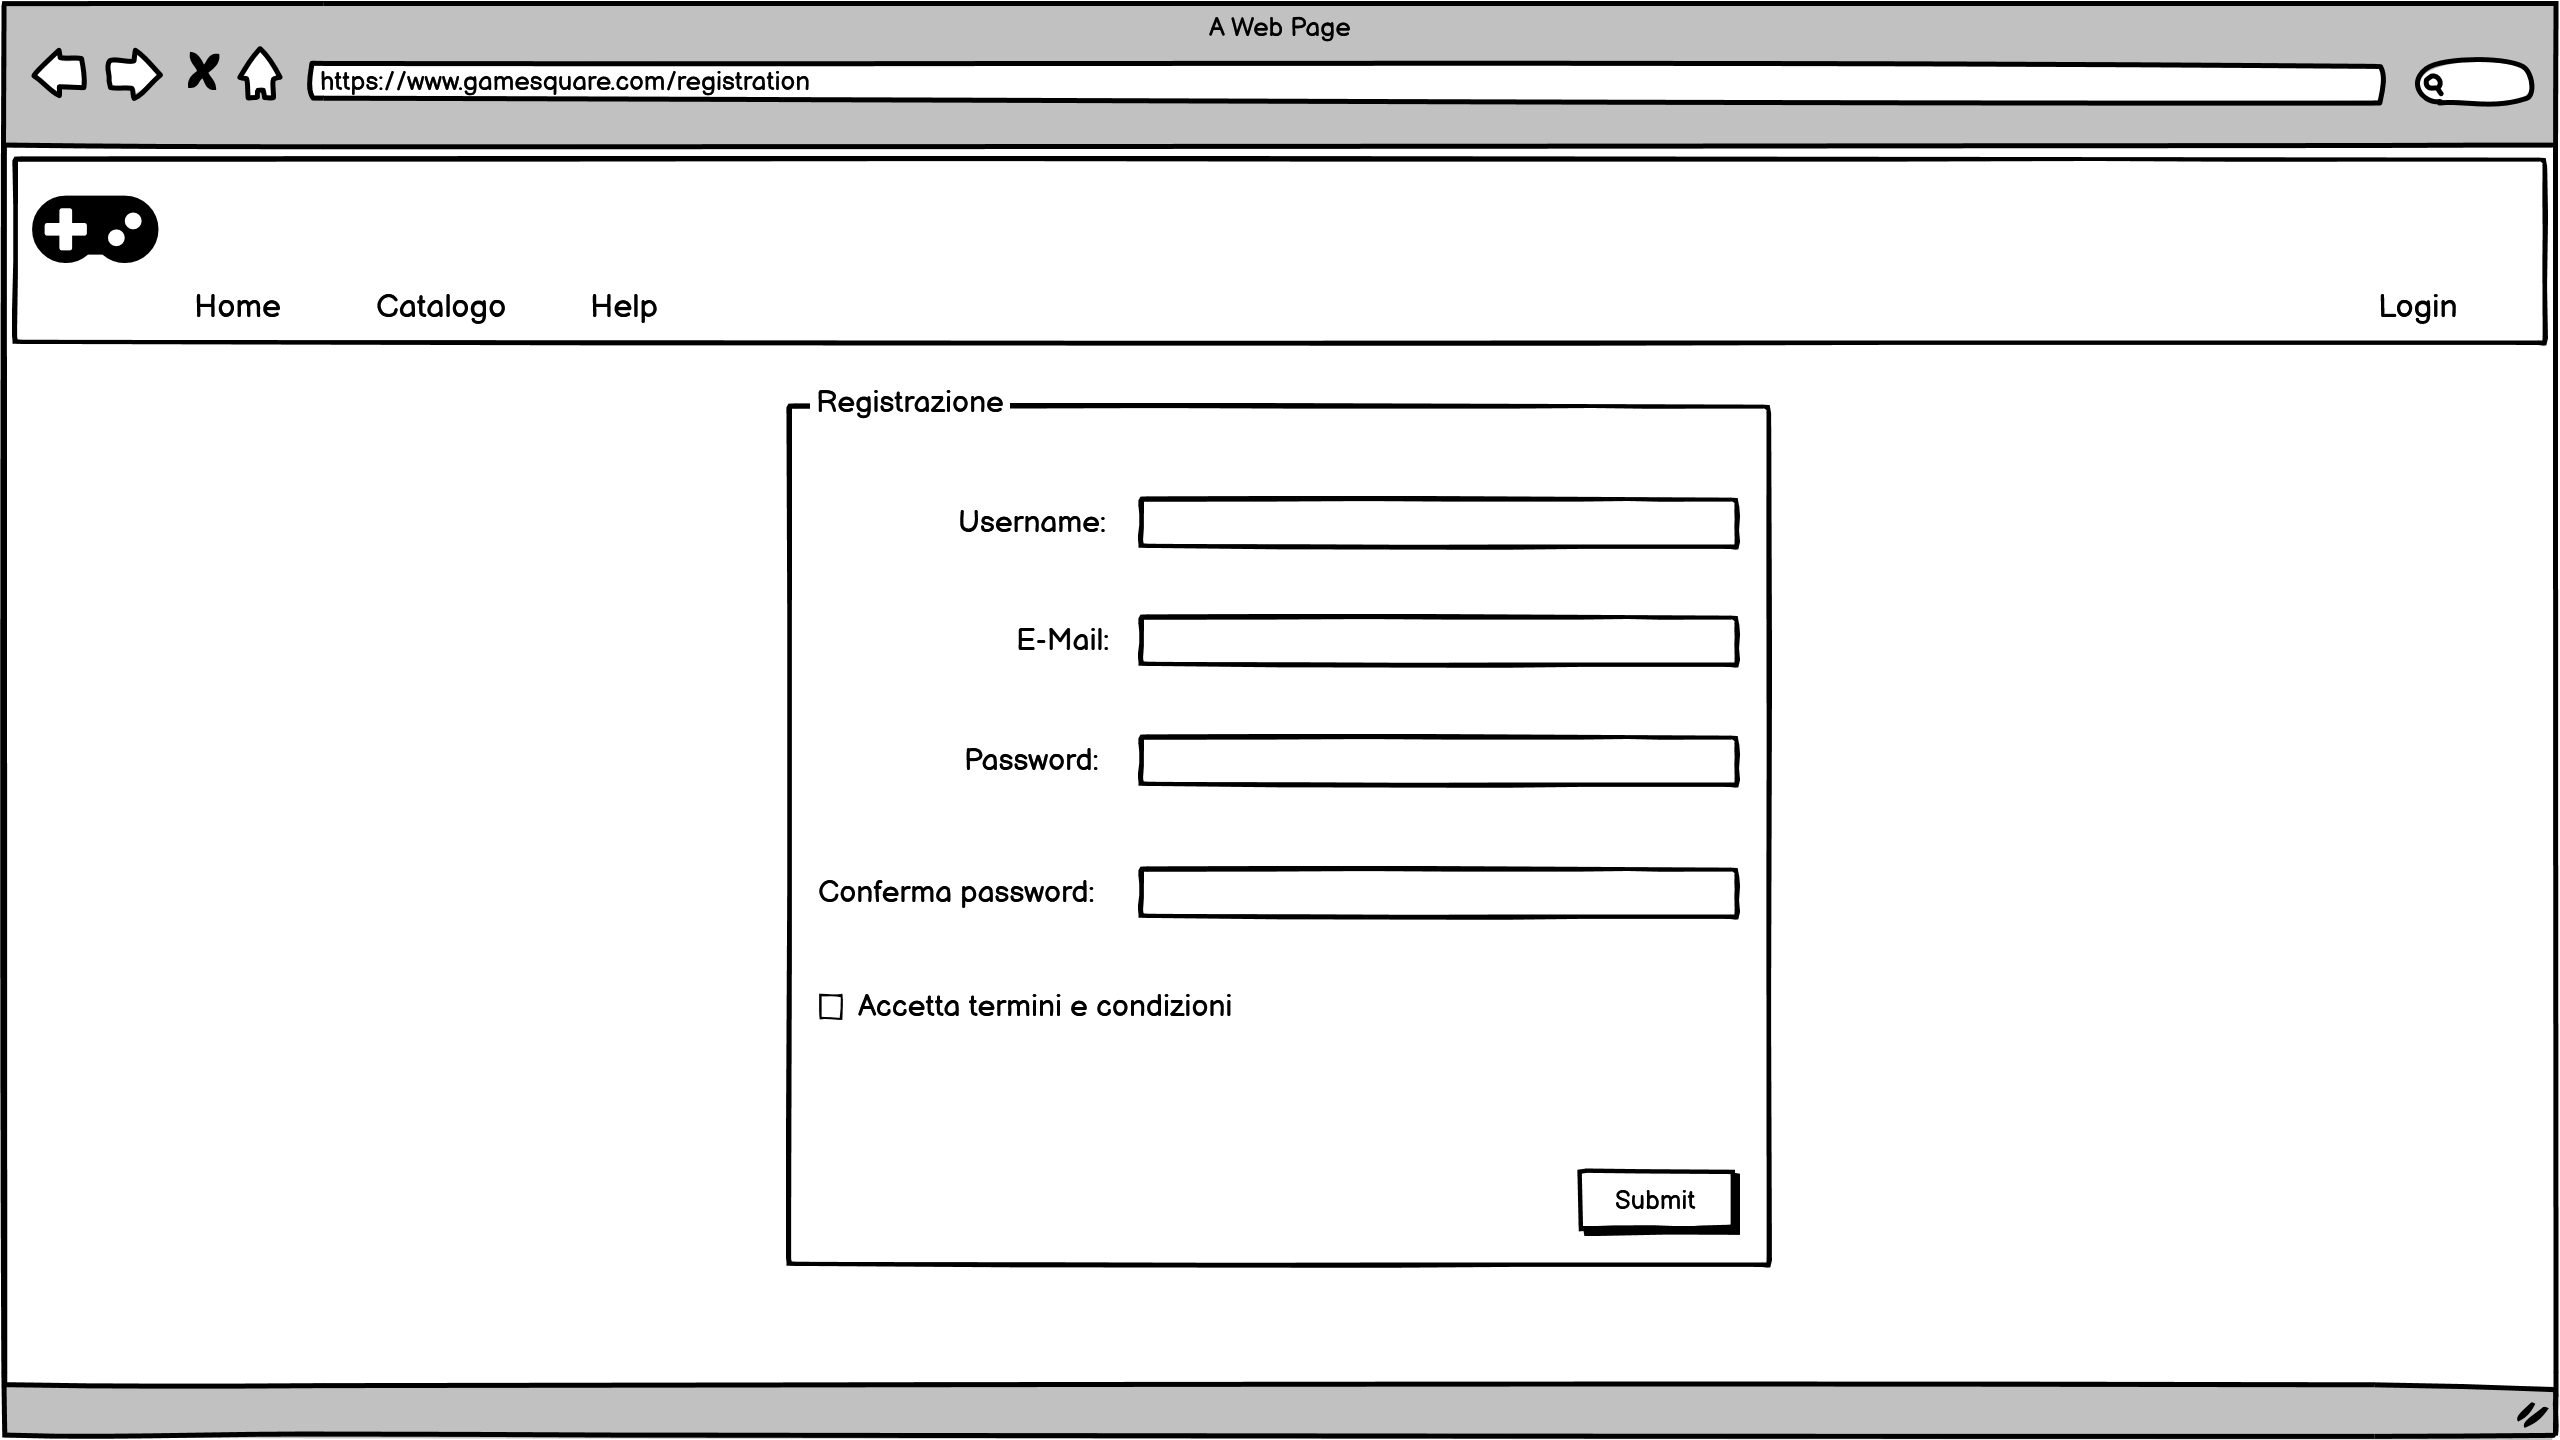 A Web Page
https://www.gamesquare.com/registration
Home Catalogo Help Login
Registrazione
Username:
E-Mail:
Password:
Conferma password:
Accetta termini e condizioni
Submit